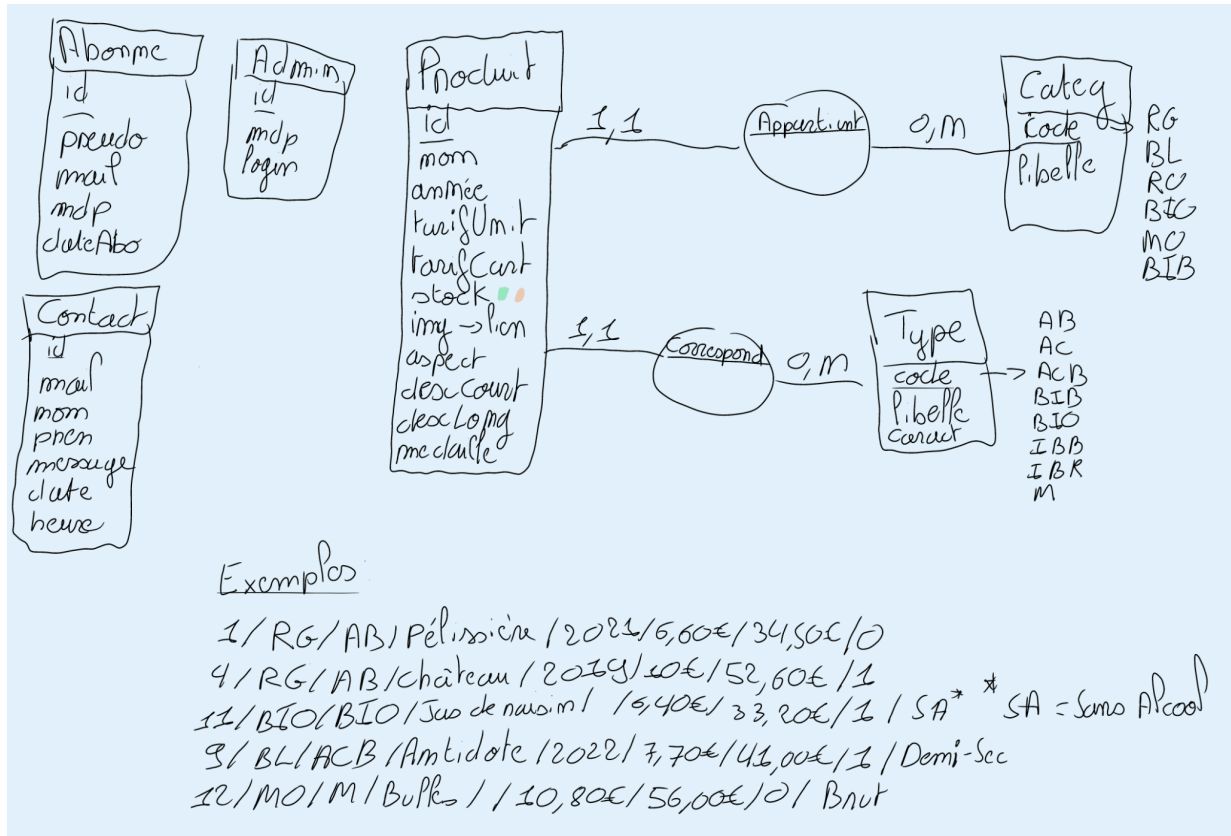 Abonne
id
pseudo
mail
mdp
dateAbo
Admin
id
mdp
login
Contact
id
mail
nom
pren
message
date
heure
Produit
id
nom
année
tarifUnit
tarifCart
stock
img → lien
aspect
descCourt
descLong
medaille
1,1
Appartient
0,M
Categ
code →
libelle
RG
BL
RO
BIO
MO
BIB
1,1
Correspond
0,M
Type
code →
libelle
caract
AB
AC
ACB
BIB
BIO
IBB
IBR
M
Exemples
1/ RG/ AB/ Pélissière /2021/6,60€/34,50€/0
4/ RG/ AB/ château /2019/10€/52,60€/1
11/BIO/BIO/Jus de raisin/ /6,40€/33,20€/1/ SA* * SA = Sans Alcool
9/ BL/ACB/Antidote/2022/7,70€/41,00€/1/Demi-Sec
12/MO/M/Bulles/ /10,80€/56,00€/0/ Brut